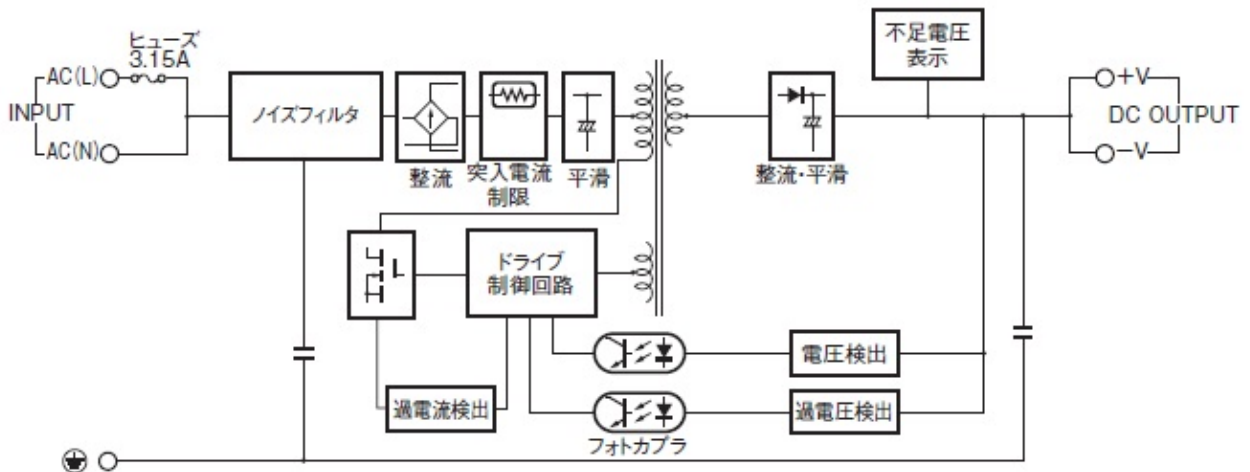 ヒューズ
3.15A
AC(L)
INPUT
AC(N)
ノイズフィルタ
整流
突入電流
制限
平滑
整流・平滑
不足電圧
表示
+V
DC OUTPUT
−V
ドライブ
制御回路
電圧検出
過電流検出
過電圧検出
フォトカプラ